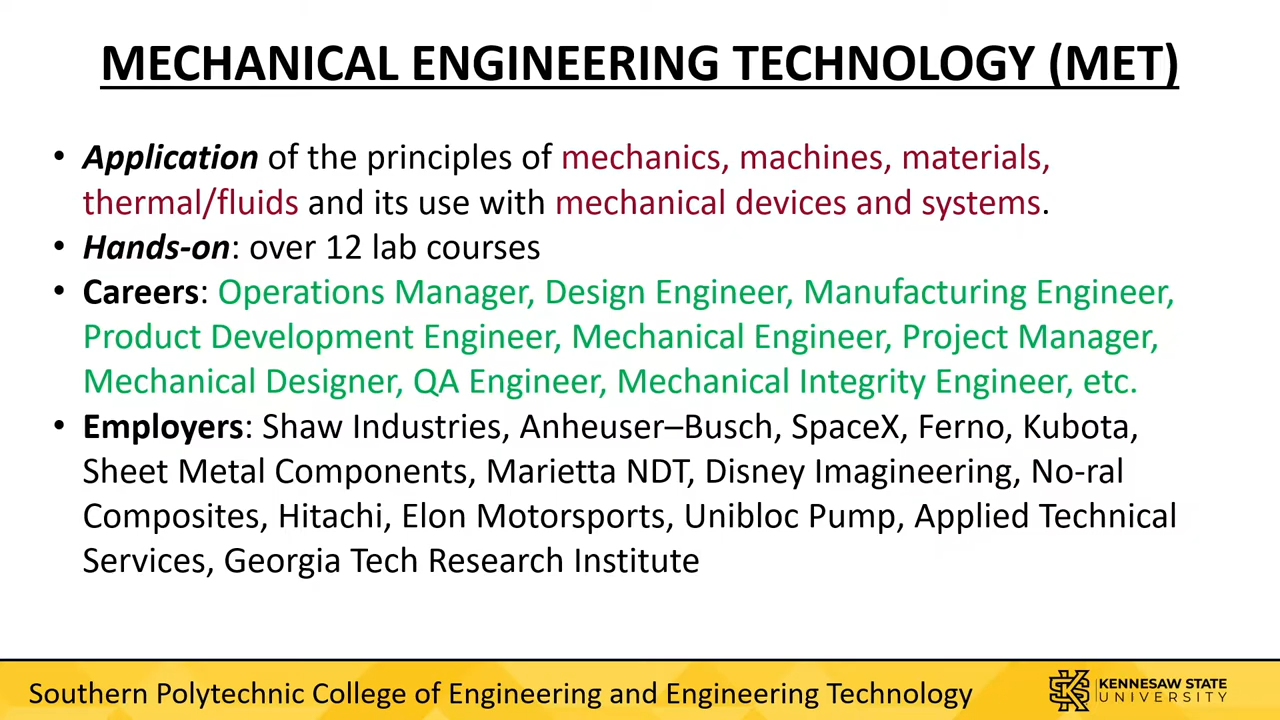 MECHANICAL ENGINEERING TECHNOLOGY (MET)
• Application of the principles of mechanics, machines, materials,
thermal/fluids and its use with mechanical devices and systems.
• Hands-on: over 12 lab courses
• Careers: Operations Manager, Design Engineer, Manufacturing Engineer,
Product Development Engineer, Mechanical Engineer, Project Manager,
Mechanical Designer, QA Engineer, Mechanical Integrity Engineer, etc.
• Employers: Shaw Industries, Anheuser–Busch, SpaceX, Ferno, Kubota,
Sheet Metal Components, Marietta NDT, Disney Imagineering, No-ral
Composites, Hitachi, Elon Motorsports, Unibloc Pump, Applied Technical
Services, Georgia Tech Research Institute
Southern Polytechnic College of Engineering and Engineering Technology
KENNESAW STATE
UNIVERSITY